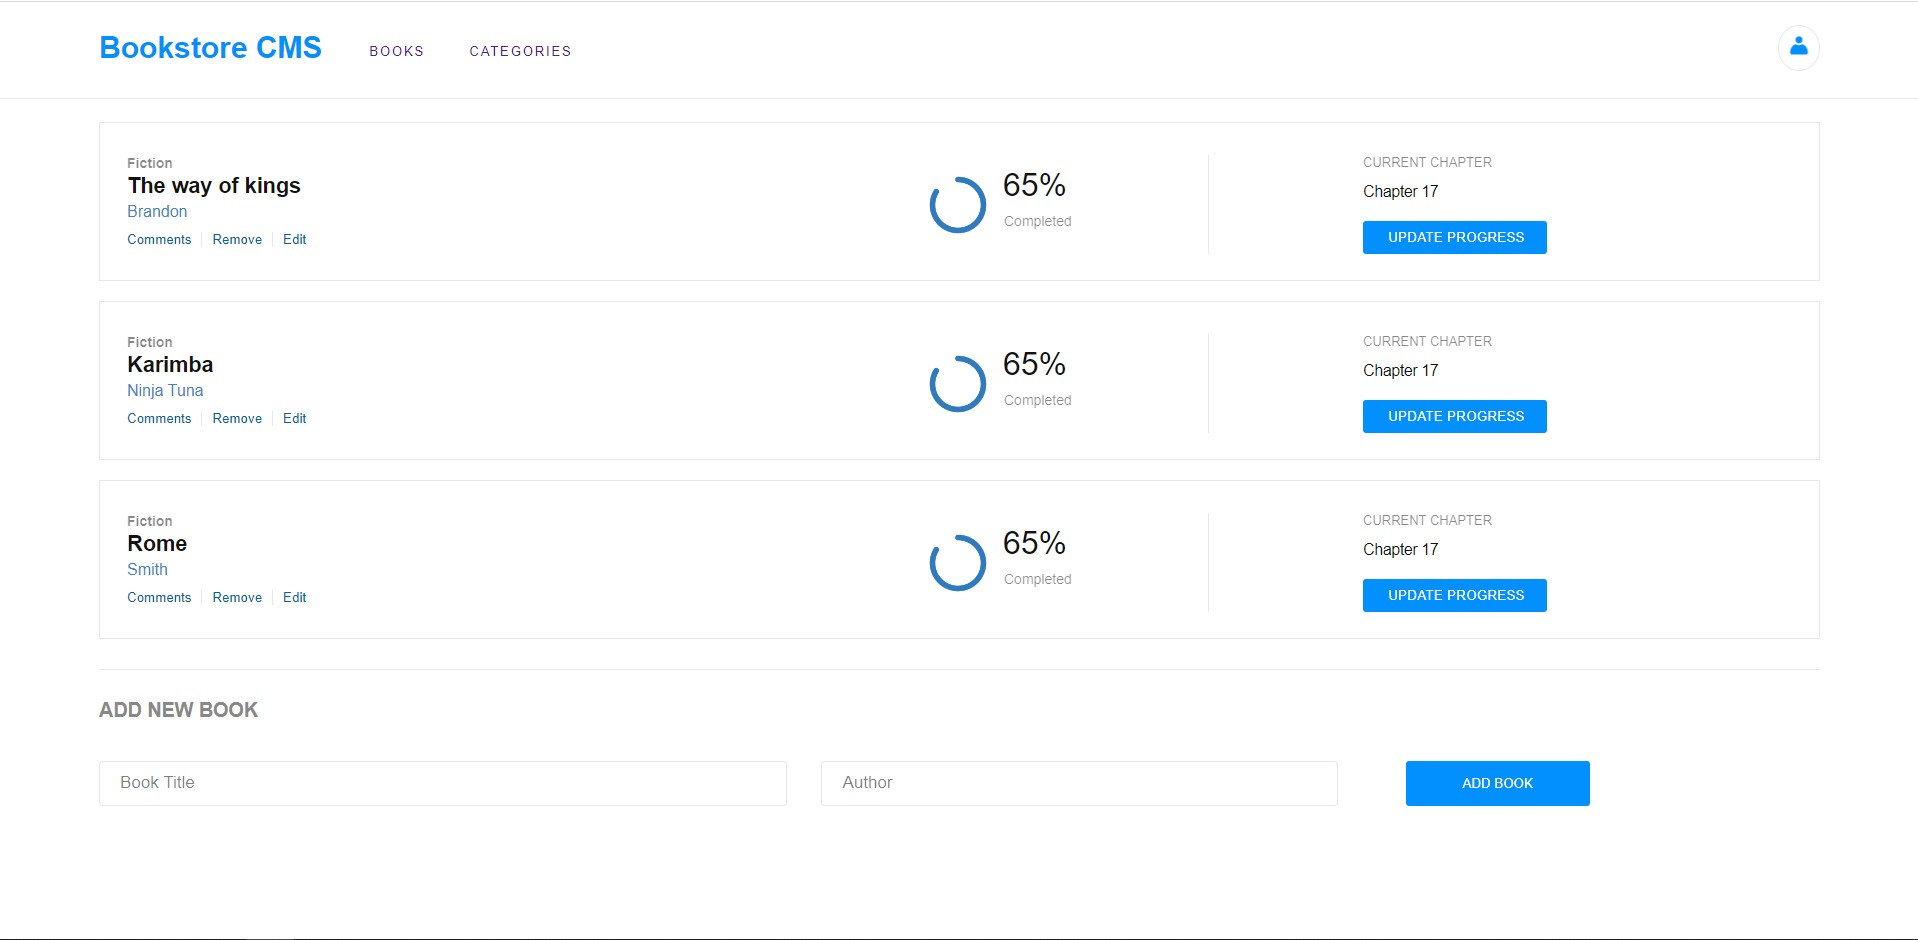 Bookstore CMS
BOOKS
CATEGORIES
Fiction
The way of kings
Brandon
Comments
Remove
Edit
65%
Completed
CURRENT CHAPTER
Chapter 17
UPDATE PROGRESS
Fiction
Karimba
Ninja Tuna
Comments
Remove
Edit
65%
Completed
CURRENT CHAPTER
Chapter 17
UPDATE PROGRESS
Fiction
Rome
Smith
Comments
Remove
Edit
65%
Completed
CURRENT CHAPTER
Chapter 17
UPDATE PROGRESS
ADD NEW BOOK
Book Title
Author
ADD BOOK